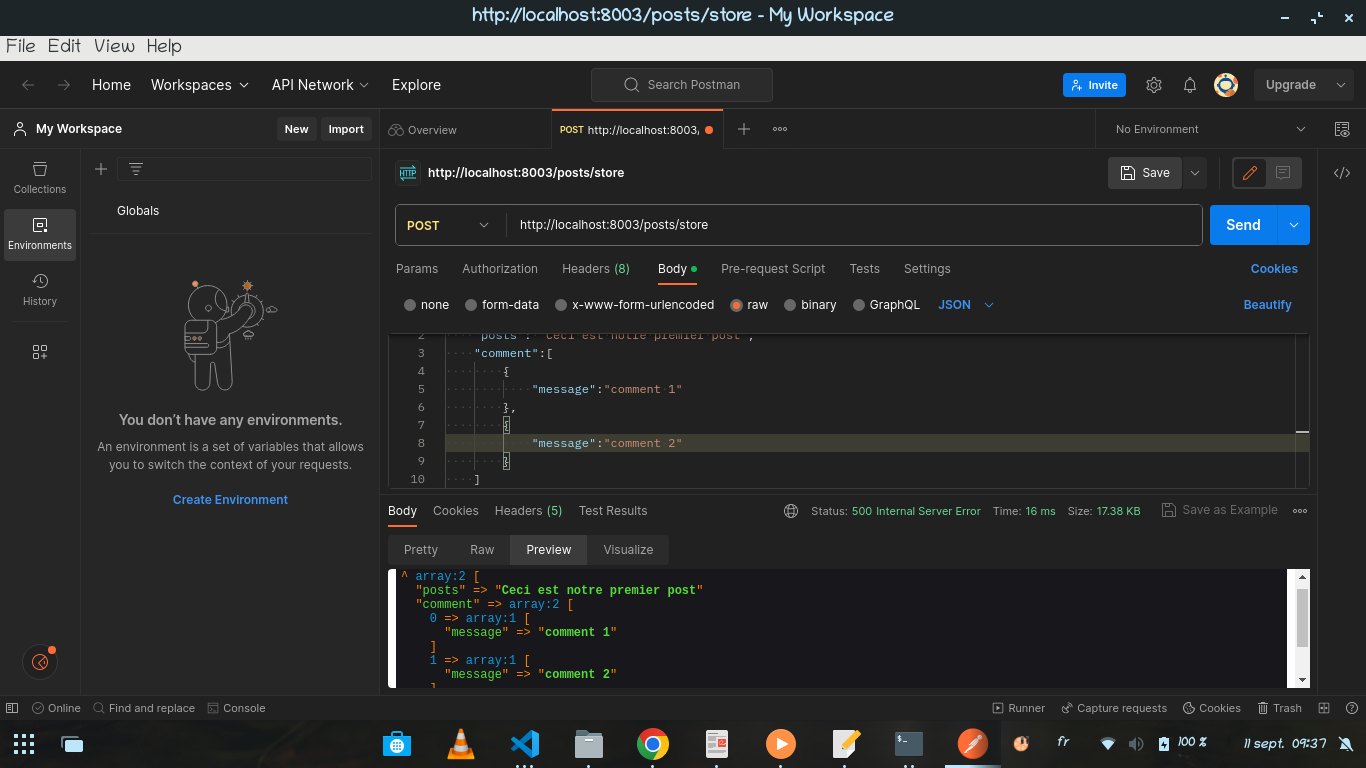 http://localhost:8003/posts/store - My Workspace
File Edit View Help
Home Workspaces API Network Explore Search Postman Invite Upgrade
My Workspace New Import Overview POST http://localhost:8003/ No Environment
Collections
Environments
History
Globals
You don't have any environments.
An environment is a set of variables that allows
you to switch the context of your requests.
Create Environment
HTTP http://localhost:8003/posts/store Save
POST http://localhost:8003/posts/store Send
Params Authorization Headers (8) Body Pre-request Script Tests Settings Cookies
none form-data x-www-form-urlencoded raw binary GraphQL JSON Beautify
2 "posts": "Ceci est notre premier post",
3 "comment":[
4 {
5 "message":"comment 1"
6 },
7 {
8 "message":"comment 2"
9 }
10 ]
Body Cookies Headers (5) Test Results Status: 500 Internal Server Error Time: 16 ms Size: 17.38 KB Save as Example
Pretty Raw Preview Visualize
^ array:2 [
"posts" => "Ceci est notre premier post"
"comment" => array:2 [
0 => array:1 [
"message" => "comment 1"
]
1 => array:1 [
"message" => "comment 2"
]
Online Find and replace Console Runner Capture requests Cookies Trash
fr 100 % 11 sept. 09:37